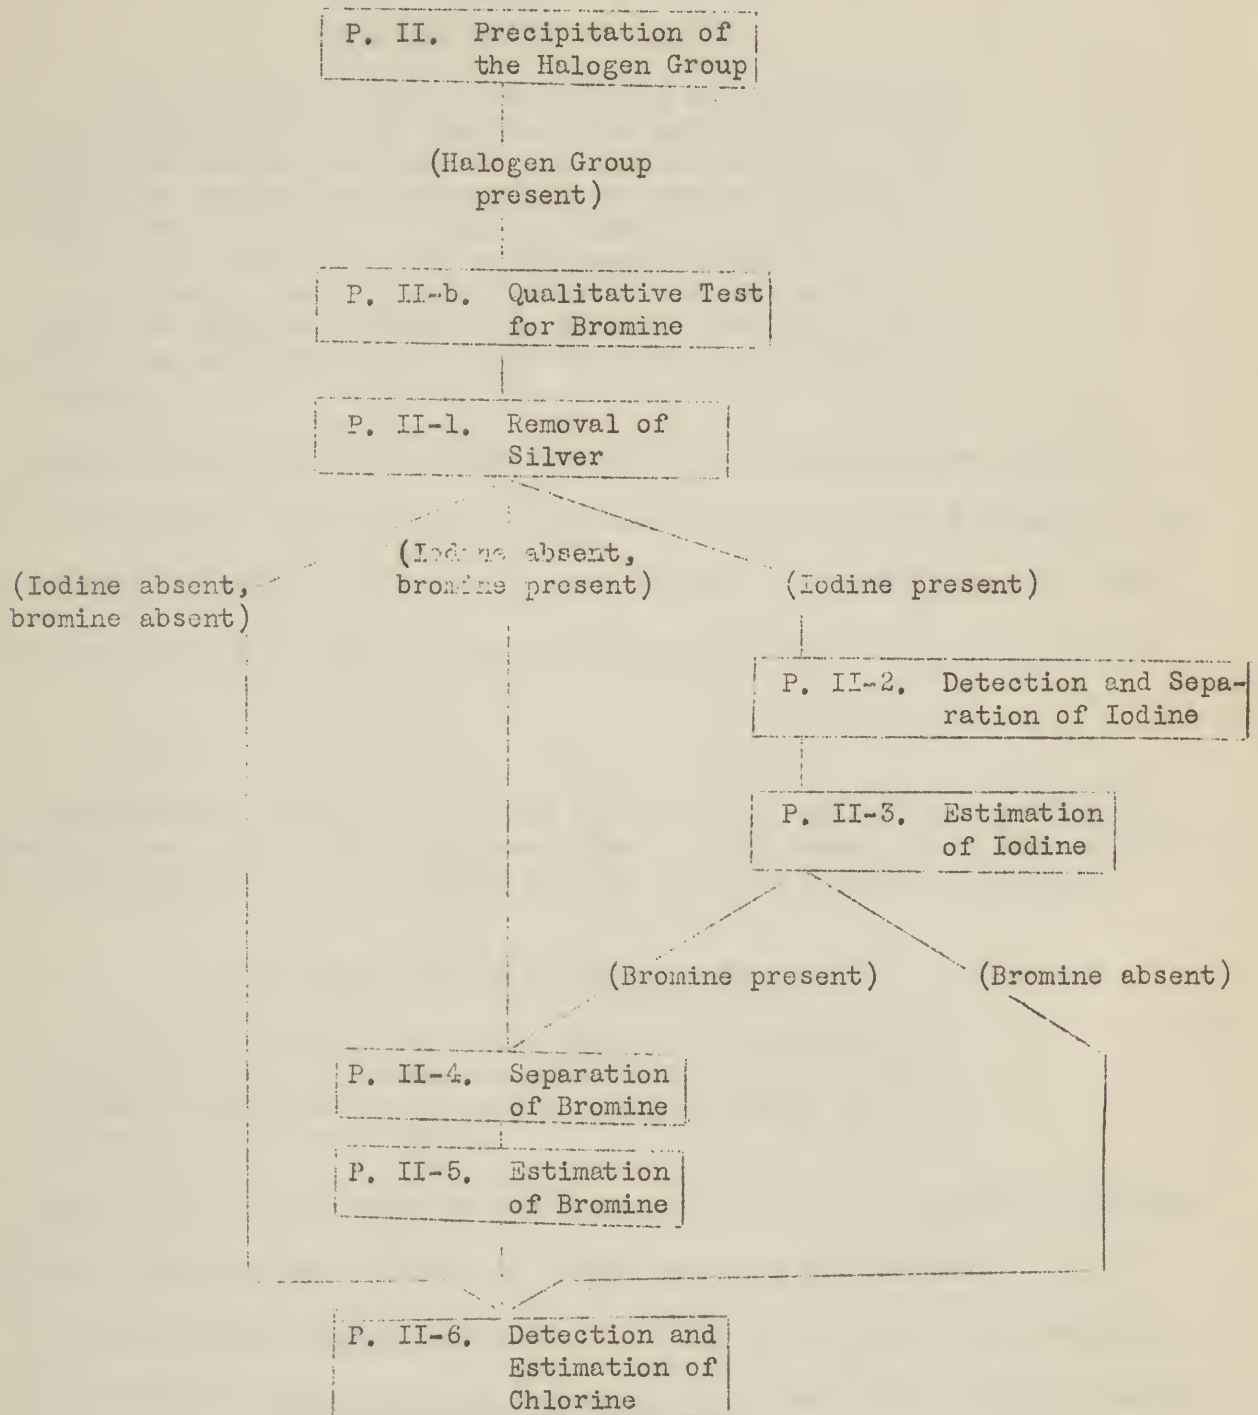 P. II. Precipitation of
the Halogen Group
(Halogen Group
present)
P. II-b. Qualitative Test
for Bromine
P. II-1. Removal of
Silver
(Iodine absent,
bromine absent)
(Iodine absent,
bromine present)
(Iodine present)
P. II-2. Detection and Sepa-
ration of Iodine
P. II-3. Estimation
of Iodine
(Bromine present)
(Bromine absent)
P. II-4. Separation
of Bromine
P. II-5. Estimation
of Bromine
P. II-6. Detection and
Estimation of
Chlorine